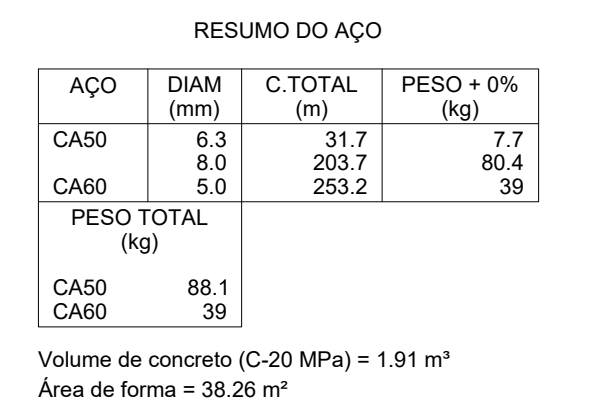 RESUMO DO AÇO
AÇO DIAM C.TOTAL PESO + 0%
(mm) (m) (kg)
CA50 6.3 31.7 7.7
8.0 203.7 80.4
CA60 5.0 253.2 39
PESO TOTAL
(kg)
CA50 88.1
CA60 39
Volume de concreto (C-20 MPa) = 1.91 m³
Área de forma = 38.26 m²